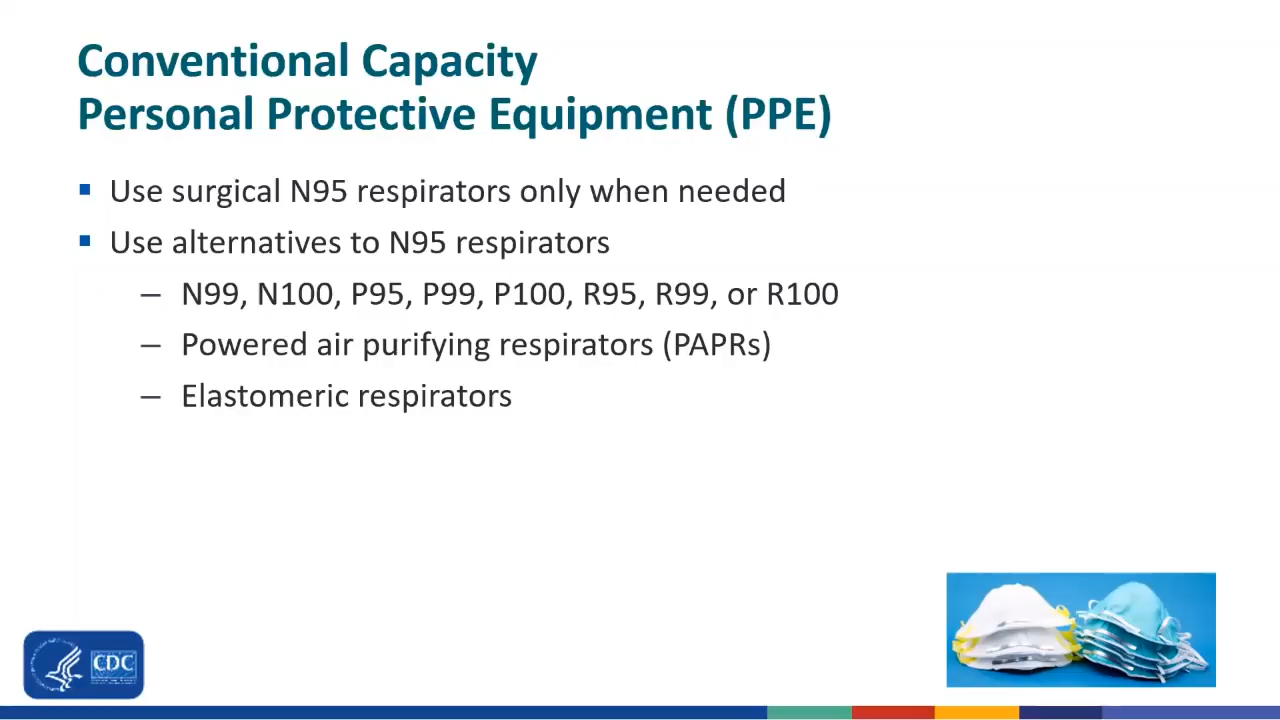 Conventional Capacity
Personal Protective Equipment (PPE)
▪ Use surgical N95 respirators only when needed
▪ Use alternatives to N95 respirators
– N99, N100, P95, P99, P100, R95, R99, or R100
– Powered air purifying respirators (PAPRs)
– Elastomeric respirators
CDC